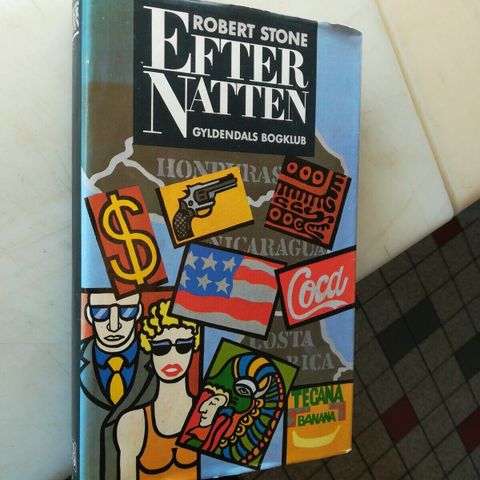 ROBERT STONE
EFTER
NATTEN
GYLDENDALS BOGKLUB
HONDURAS
$
NICARAGUA
Coca
COSTA
RICA
TECANA
BANANA